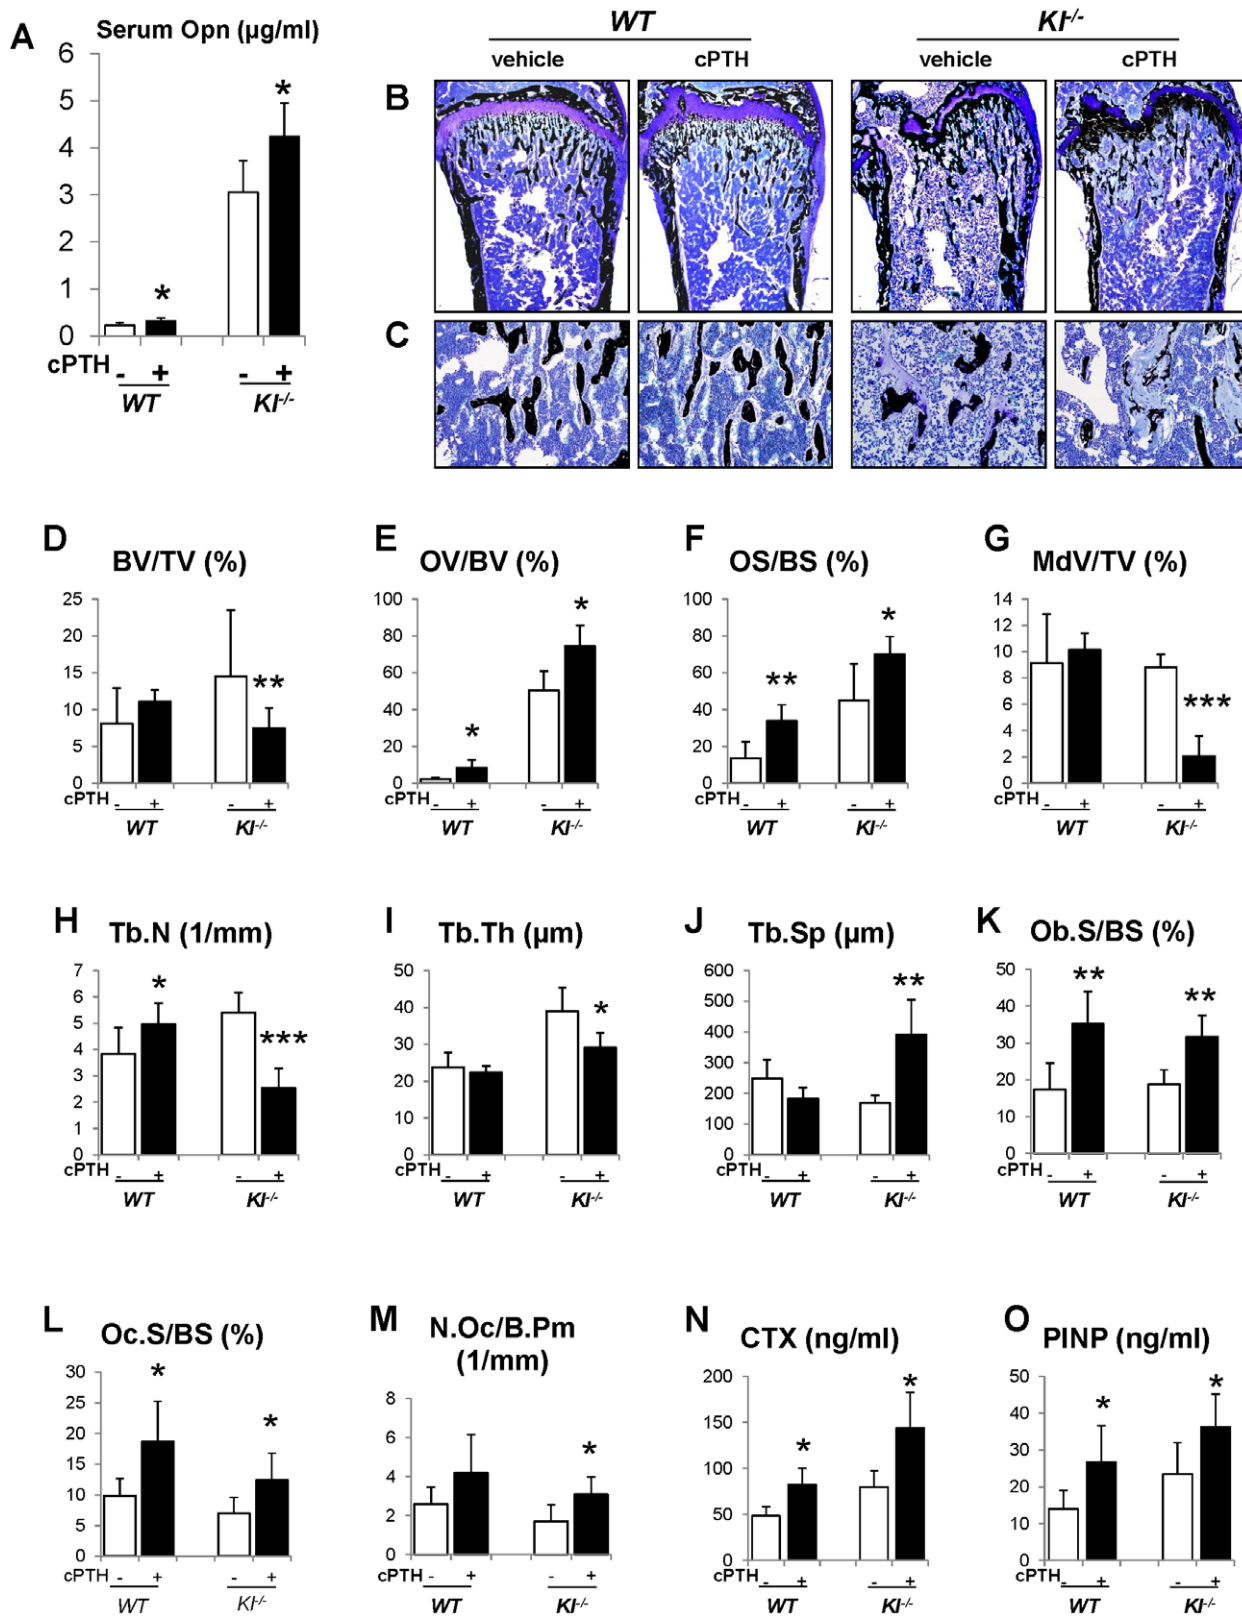 A
Serum Opn (µg/ml)
6
5
4
3
2
1
0
*
*
cPTH
- + - +
WT Kl-/-
WT Kl-/-
vehicle cPTH vehicle cPTH
B
C
D
BV/TV (%)
25
20
15
10
5
0
**
cPTH - + - +
WT Kl-/-
E
OV/BV (%)
100
80
60
40
20
0
*
*
cPTH - + - +
WT Kl-/-
F
OS/BS (%)
100
80
60
40
20
0
**
*
cPTH - + - +
WT Kl-/-
G
MdV/TV (%)
14
12
10
8
6
4
2
0
***
cPTH - + - +
WT Kl-/-
H
Tb.N (1/mm)
7
6
5
4
3
2
1
0
*
***
cPTH - + - +
WT Kl-/-
I
Tb.Th (µm)
50
40
30
20
10
0
*
cPTH - + - +
WT Kl-/-
J
Tb.Sp (µm)
600
500
400
300
200
100
0
**
cPTH - + - +
WT Kl-/-
K
Ob.S/BS (%)
50
40
30
20
10
0
**
**
cPTH - + - +
WT Kl-/-
L
Oc.S/BS (%)
30
25
20
15
10
5
0
*
*
cPTH - + - +
WT Kl-/-
M
N.Oc/B.Pm
(1/mm)
8
6
4
2
0
*
cPTH - + - +
WT Kl-/-
N
CTX (ng/ml)
200
150
100
50
0
*
*
cPTH - + - +
WT Kl-/-
O
PINP (ng/ml)
50
40
30
20
10
0
*
*
cPTH - + - +
WT Kl-/-